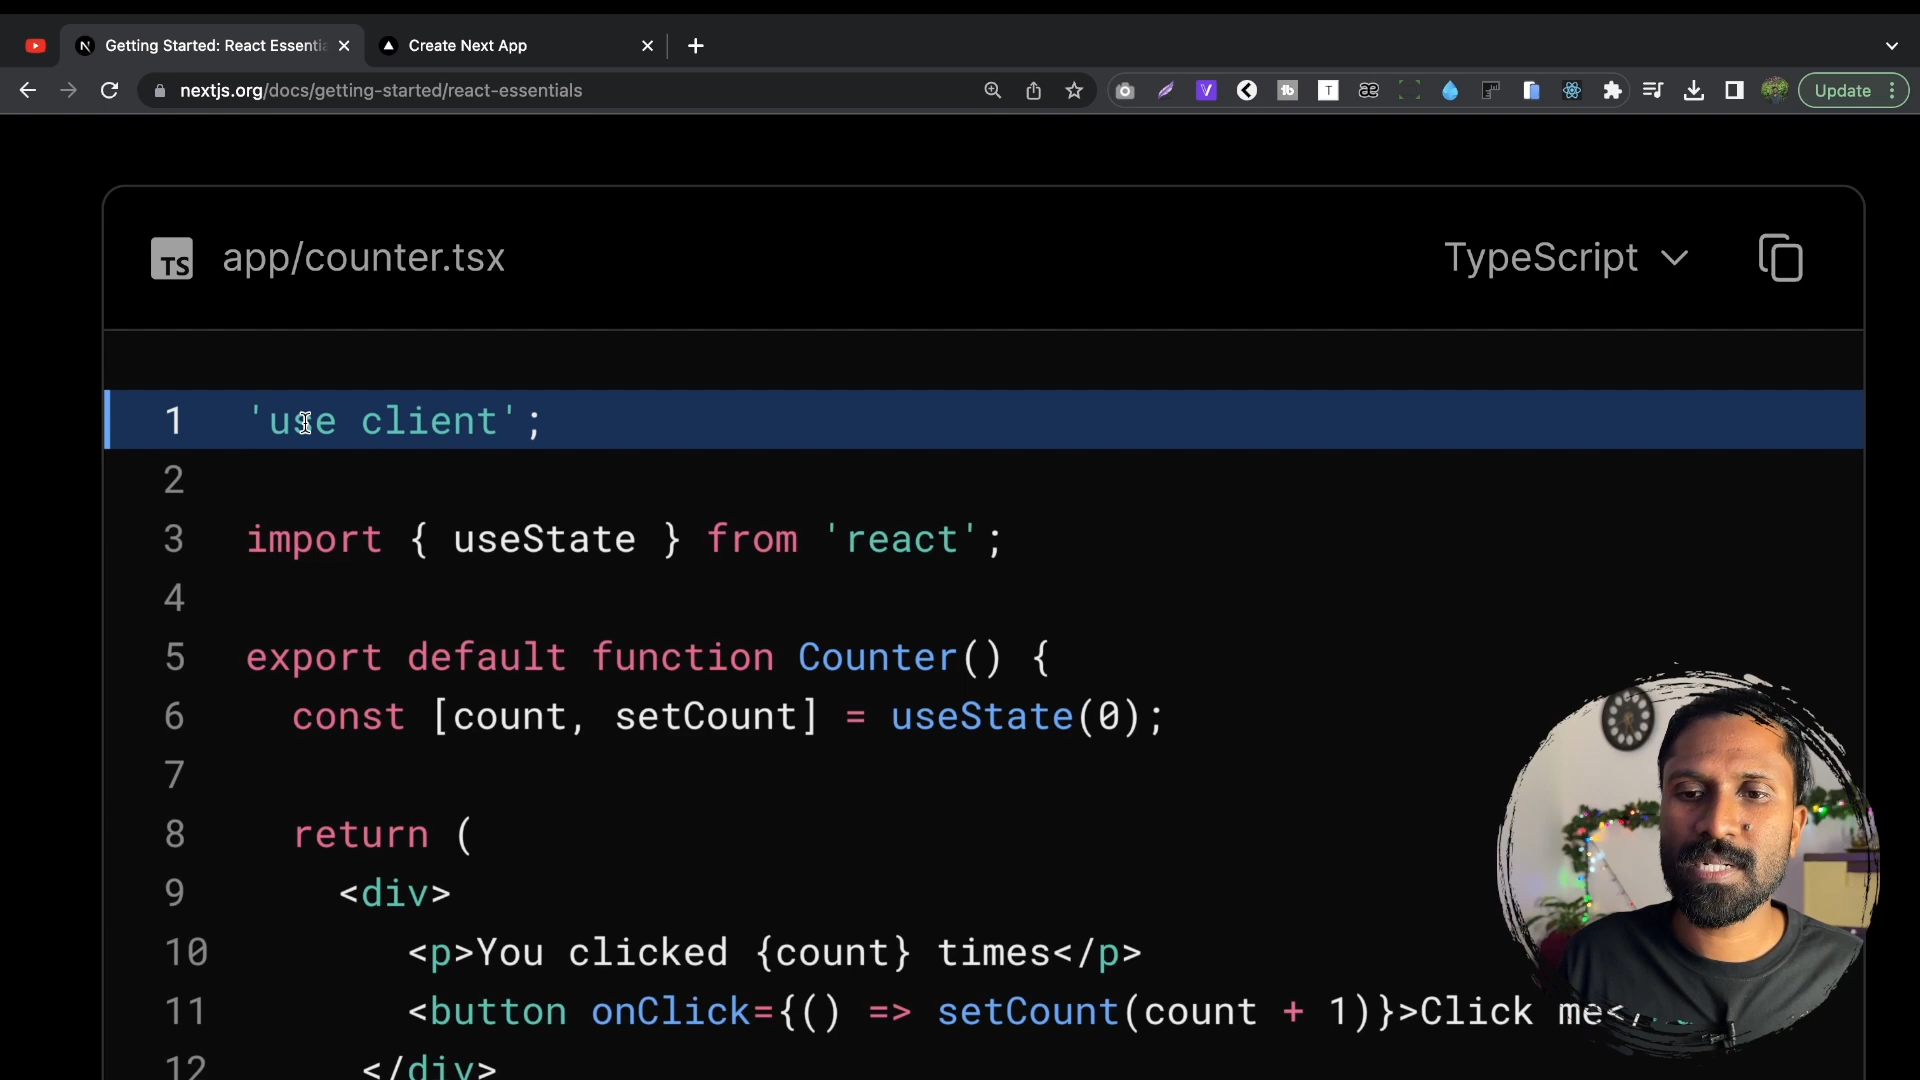 Getting Started: React Essentia
Create Next App
nextjs.org/docs/getting-started/react-essentials
Update
TS app/counter.tsx
TypeScript
1 'use client';
2
3 import { useState } from 'react';
4
5 export default function Counter() {
6 const [count, setCount] = useState(0);
7
8 return (
9 <div>
10 <p>You clicked {count} times</p>
11 <button onClick={() => setCount(count + 1)}>Click me<
12 </div>